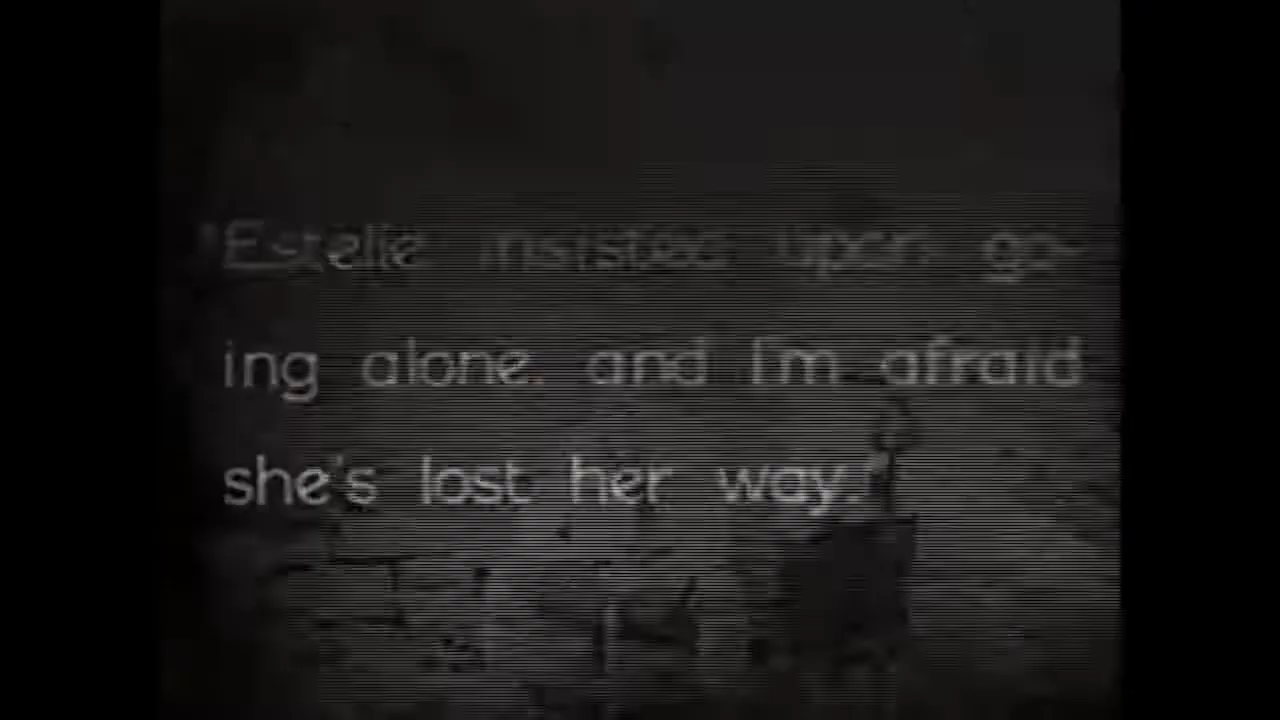 "Estelle insisted upon go-
ing alone, and I'm afraid
she's lost her way."